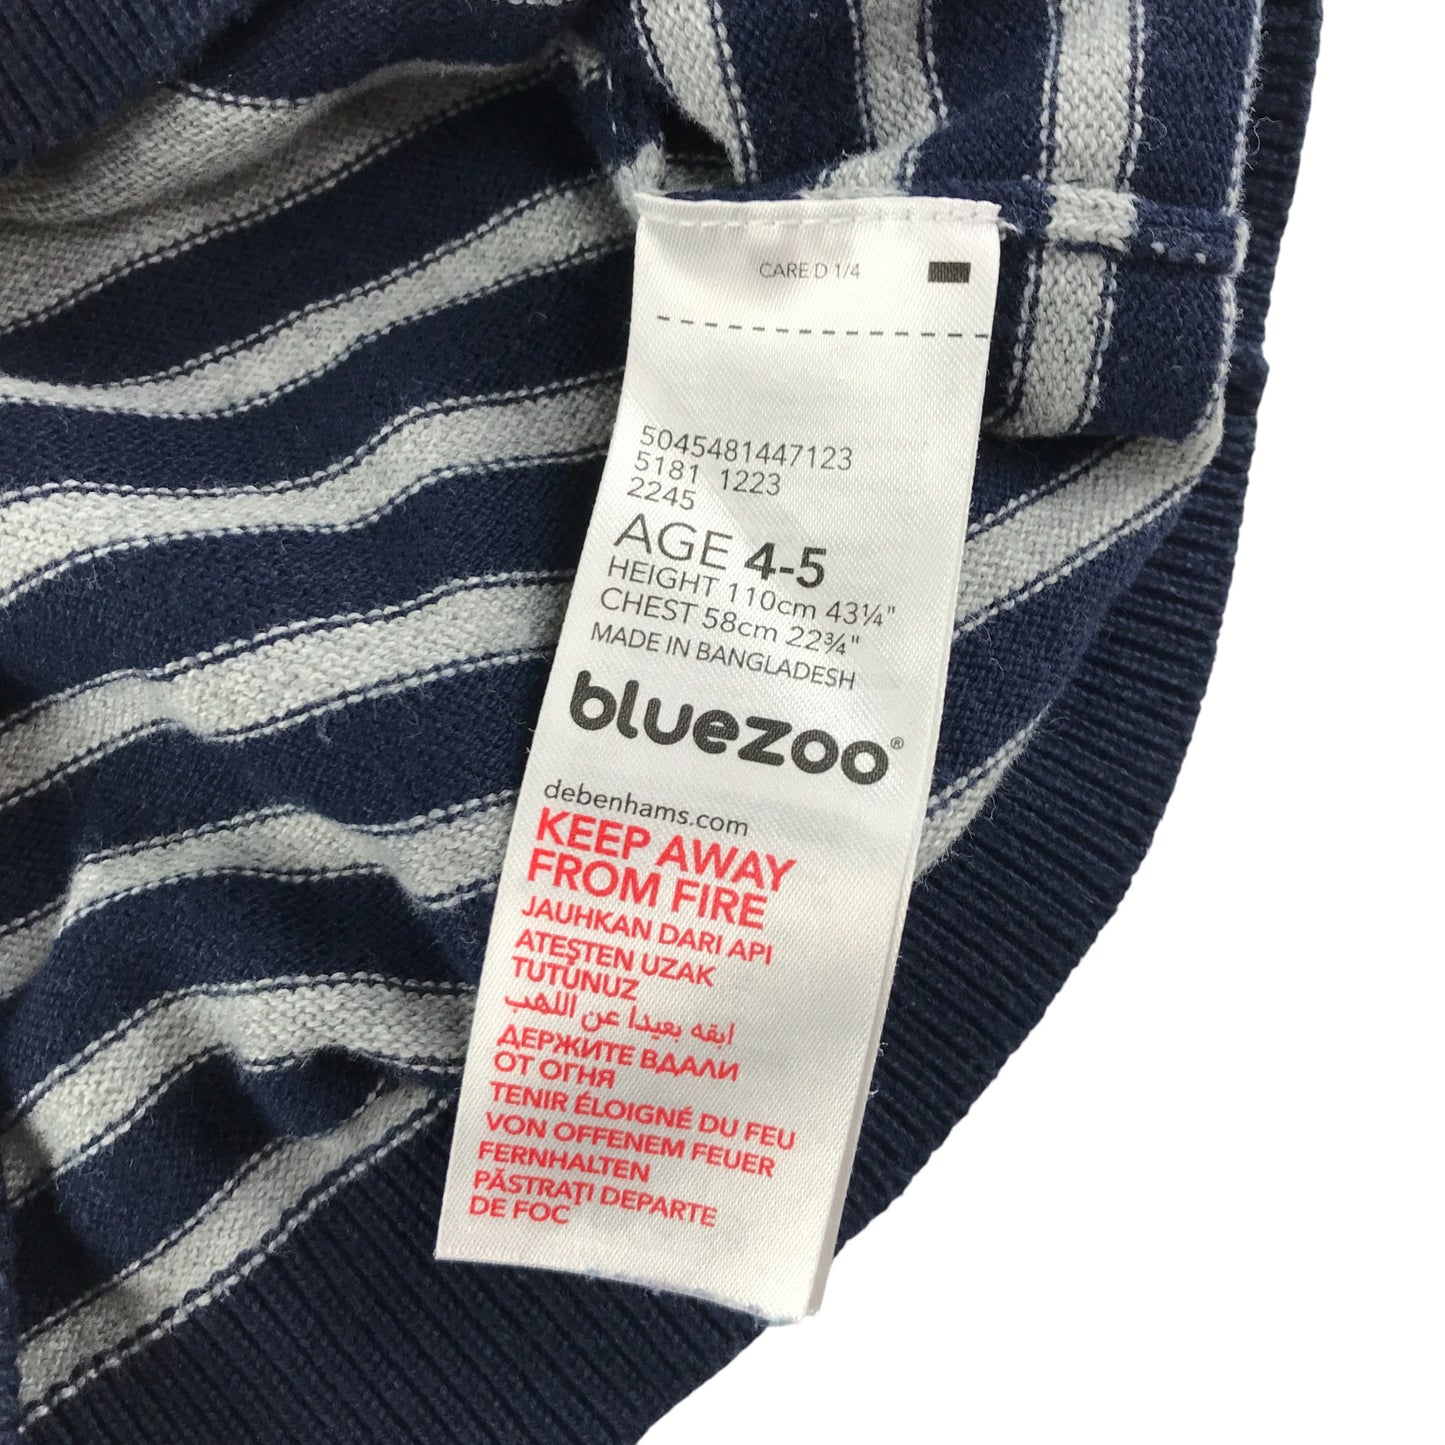 CARE D 1/4
5045481447123
5181 1223
2245
AGE 4-5
HEIGHT 110cm 43¼"
CHEST 58cm 22¾"
MADE IN BANGLADESH
bluezoo®
debenhams.com
KEEP AWAY
FROM FIRE
JAUHKAN DARI API
ATEŞTEN UZAK
TUTUNUZ
ابقه بعيدا عن اللهب
ДЕРЖИТЕ ВДАЛИ
ОТ ОГНЯ
TENIR ÉLOIGNÉ DU FEU
VON OFFENEM FEUER
FERNHALTEN
PĂSTRAŢI DEPARTE
DE FOC